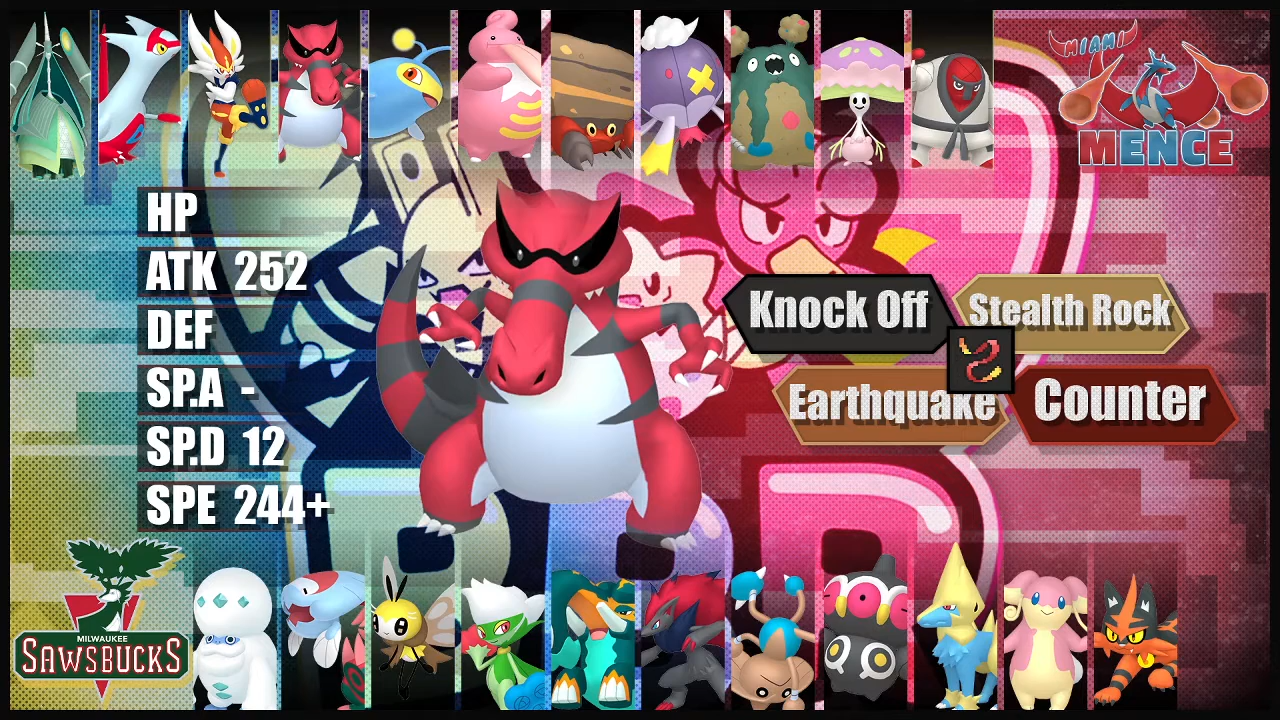 MIAMI
MENCE
HP
ATK 252
DEF
SP.A -
SP.D 12
SPE 244+
Knock Off
Stealth Rock
Earthquake
Counter
MILWAUKEE
SAWSBUCKS